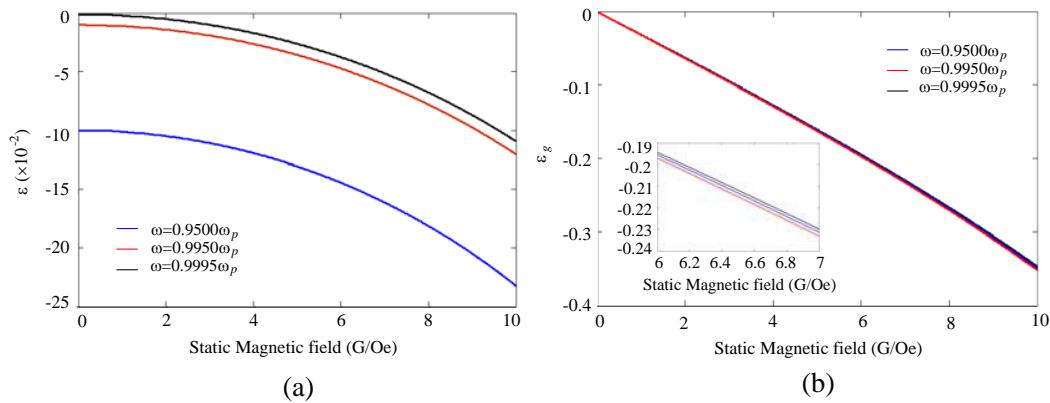 0
-5
-10
-15
-20
-25
ε (×10⁻²)
ω=0.9500ωₚ
ω=0.9950ωₚ
ω=0.9995ωₚ
0 2 4 6 8 10
Static Magnetic field (G/Oe)
(a)
0
-0.1
-0.2
-0.3
-0.4
ε g
ω=0.9500ωₚ
ω=0.9950ωₚ
ω=0.9995ωₚ
-0.19
-0.2
-0.21
-0.22
-0.23
-0.24
6 6.2 6.4 6.6 6.8 7
Static Magnetic field (G/Oe)
0 2 4 6 8 10
Static Magnetic field (G/Oe)
(b)